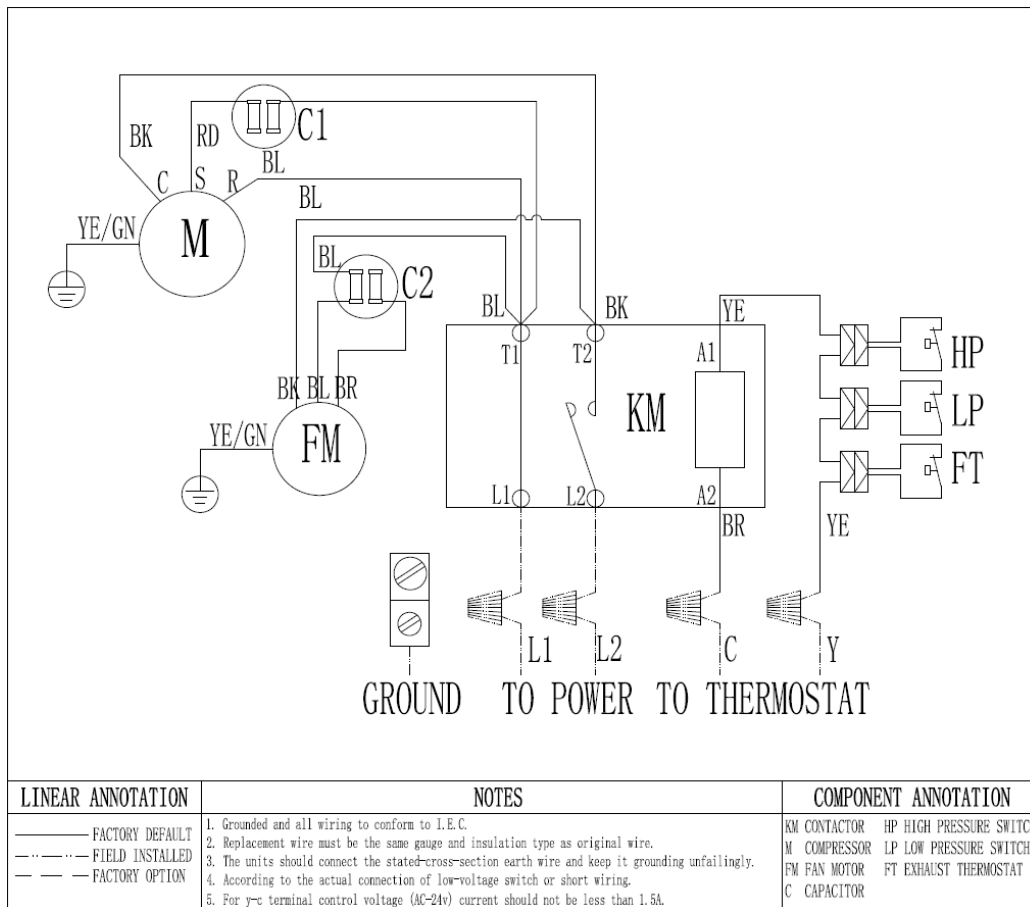 BK
RD
C1
BL
C
S
R
BL
YE/GN
M
BL
C2
BL
BK
YE
T1
T2
A1
HP
KM
LP
BK BL BR
YE/GN
FM
FT
L1
L2
A2
BR
YE
L1
L2
C
Y
GROUND TO POWER TO THERMOSTAT
LINEAR ANNOTATION
FACTORY DEFAULT
FIELD INSTALLED
FACTORY OPTION
NOTES
1. Grounded and all wiring to conform to I.E.C.
2. Replacement wire must be the same gauge and insulation type as original wire.
3. The units should connect the stated-cross-section earth wire and keep it grounding unfailingly.
4. According to the actual connection of low-voltage switch or short wiring.
5. For y-c terminal control voltage (AC-24v) current should not be less than 1.5A.
COMPONENT ANNOTATION
KM CONTACTOR HP HIGH PRESSURE SWITC
M COMPRESSOR LP LOW PRESSURE SWITCH
FM FAN MOTOR FT EXHAUST THERMOSTAT
C CAPACITOR